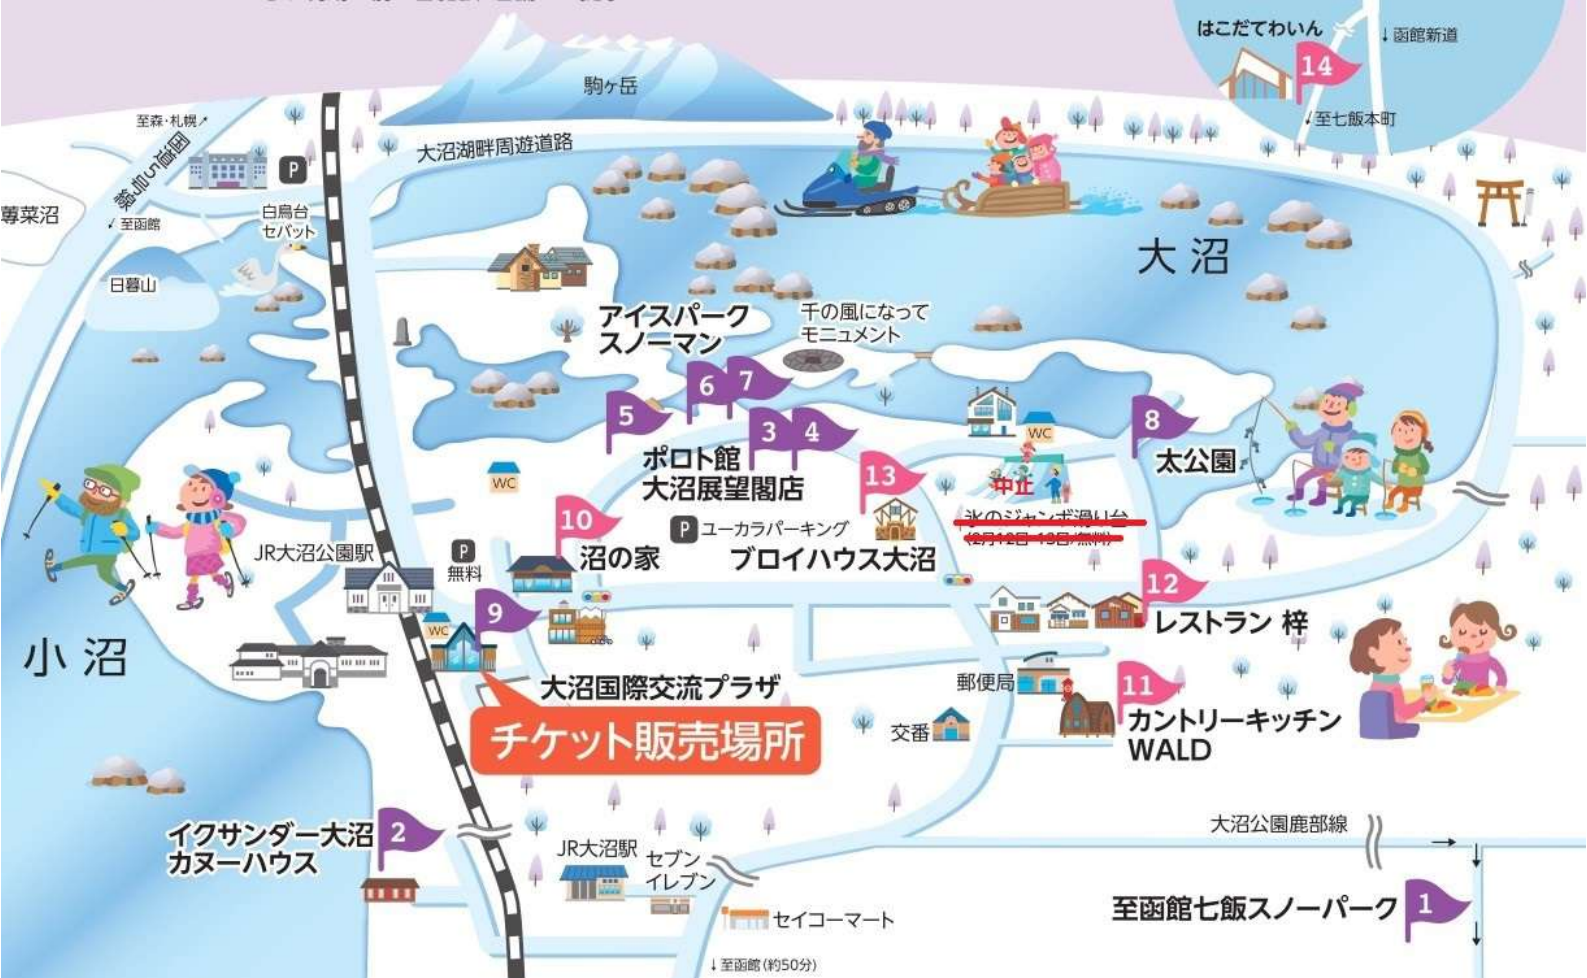 はこだてわいん
↓函館新道
14
↓至七飯本町
駒ヶ岳
至森・札幌↗
国道5号線
P
大沼湖畔周遊道路
蓴菜沼
↙至函館
白鳥台
セバット
日暮山
大沼
アイスパーク
スノーマン
千の風になって
モニュメント
6
7
5
3
4
8
WC
ポロト館
大沼展望閣店
太公園
WC
13
中止
10
P ユーカラパーキング
氷のジャンボ滑り台
JR大沼公園駅
P
無料
沼の家
ブロイハウス大沼
12
9
WC
レストラン 梓
小沼
大沼国際交流プラザ
郵便局
11
チケット販売場所
交番
カントリーキッチン
WALD
イクサンダー大沼
カヌーハウス
2
大沼公園鹿部線
→
↓
JR大沼駅
セブン
イレブン
至函館七飯スノーパーク
1
セイコーマート
↓
↓至函館(約50分)